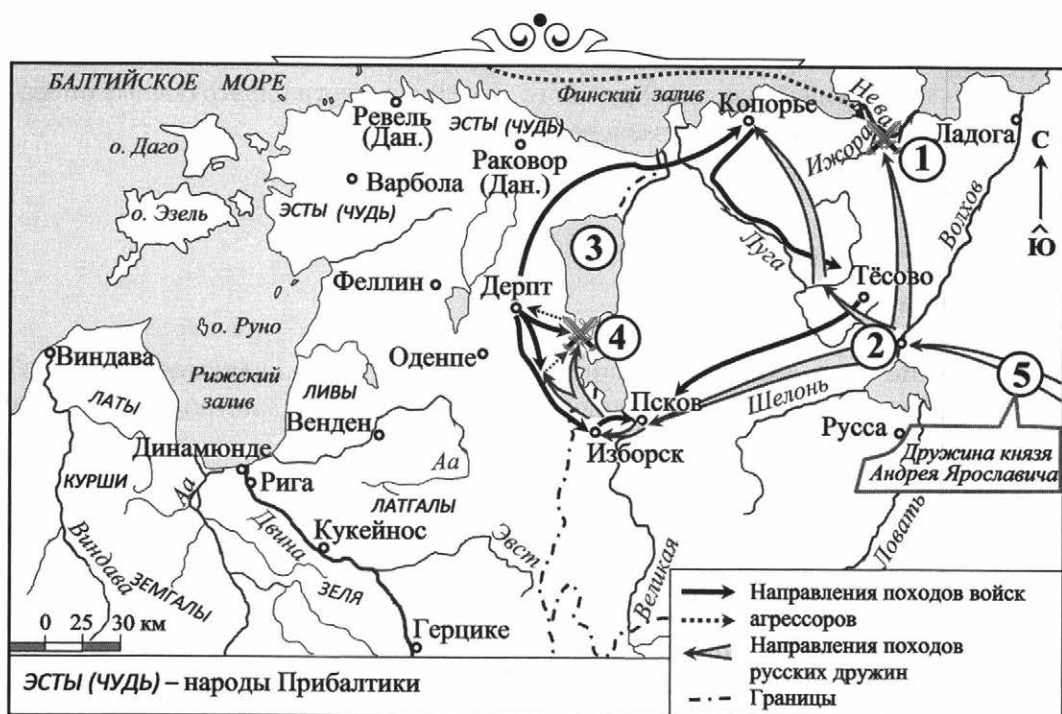 БАЛТИЙСКОЕ МОРЕ
Финский залив
Нева
Копорье
Ладога
Ревель
(Дан.)
ЭСТЫ (ЧУДЬ)
Раковор
(Дан.)
Ижора
1
С
Ю
о. Даго
Варбола
о. Эзель
ЭСТЫ (ЧУДЬ)
Волхов
3
Луга
Феллин
Дерпт
Тёсово
о. Руно
4
2
Виндава
Оденпе
5
Рижский
залив
ЛИВЫ
Псков
Шелонь
ЛАТЫ
Венден
Русса
Дружина князя
Андрея Ярославича
Динамюнде
Изборск
Аа
КУРШИ
Аа
Рига
ЛАТГАЛЫ
Двина
Кукейнос
Эвст
Великая
Ловать
Виндава
ЗЕМГАЛЫ
ЗЕЛЯ
0 25 30 км
Герцике
Направления походов войск
агрессоров
Направления походов
русских дружин
Границы
ЭСТЫ (ЧУДЬ) – народы Прибалтики